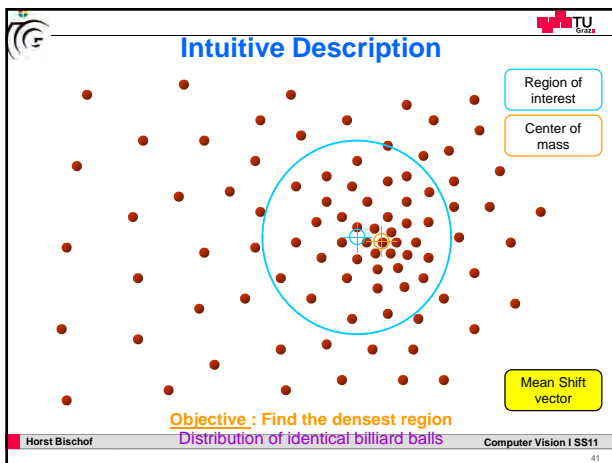 TU
Graz
Intuitive Description
Region of
interest
Center of
mass
Mean Shift
vector
Objective : Find the densest region
Distribution of identical billiard balls
Horst Bischof
Computer Vision I SS11
41